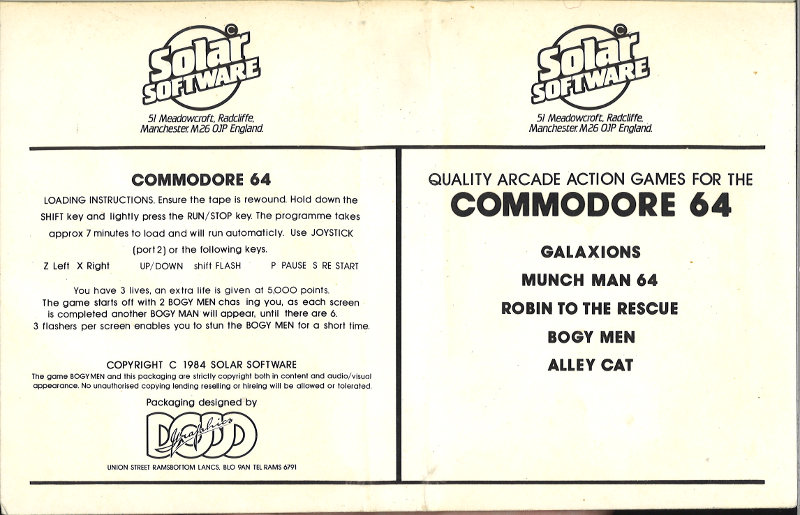 Solar ©
SOFTWARE
51 Meadowcroft, Radcliffe,
Manchester. M26 0JP England.
COMMODORE 64
LOADING INSTRUCTIONS. Ensure the tape is rewound. Hold down the
SHIFT key and lightly press the RUN/STOP key. The programme takes
approx 7 minutes to load and will run automaticly. Use JOYSTICK
(port 2) or the following keys.
Z Left X Right UP/DOWN shift FLASH P PAUSE S RE START
You have 3 lives, an extra life is given at 5,000 points.
The game starts off with 2 BOGY MEN chas ing you, as each screen
is completed another BOGY MAN will appear, until there are 6.
3 flashers per screen enables you to stun the BOGY MEN for a short time.
COPYRIGHT C 1984 SOLAR SOFTWARE
The game BOGYMEN and this packaging are strictly copyright both in content and audio/visual
appearance. No unauthorised copying lending reselling or hireing will be allowed or tolerated.
Packaging designed by
Graphics
UNION STREET RAMSBOTTOM LANCS, BLO 9AN TEL RAMS 6791
Solar ©
SOFTWARE
51 Meadowcroft, Radcliffe,
Manchester. M26 0JP England.
QUALITY ARCADE ACTION GAMES FOR THE
COMMODORE 64
GALAXIONS
MUNCH MAN 64
ROBIN TO THE RESCUE
BOGY MEN
ALLEY CAT